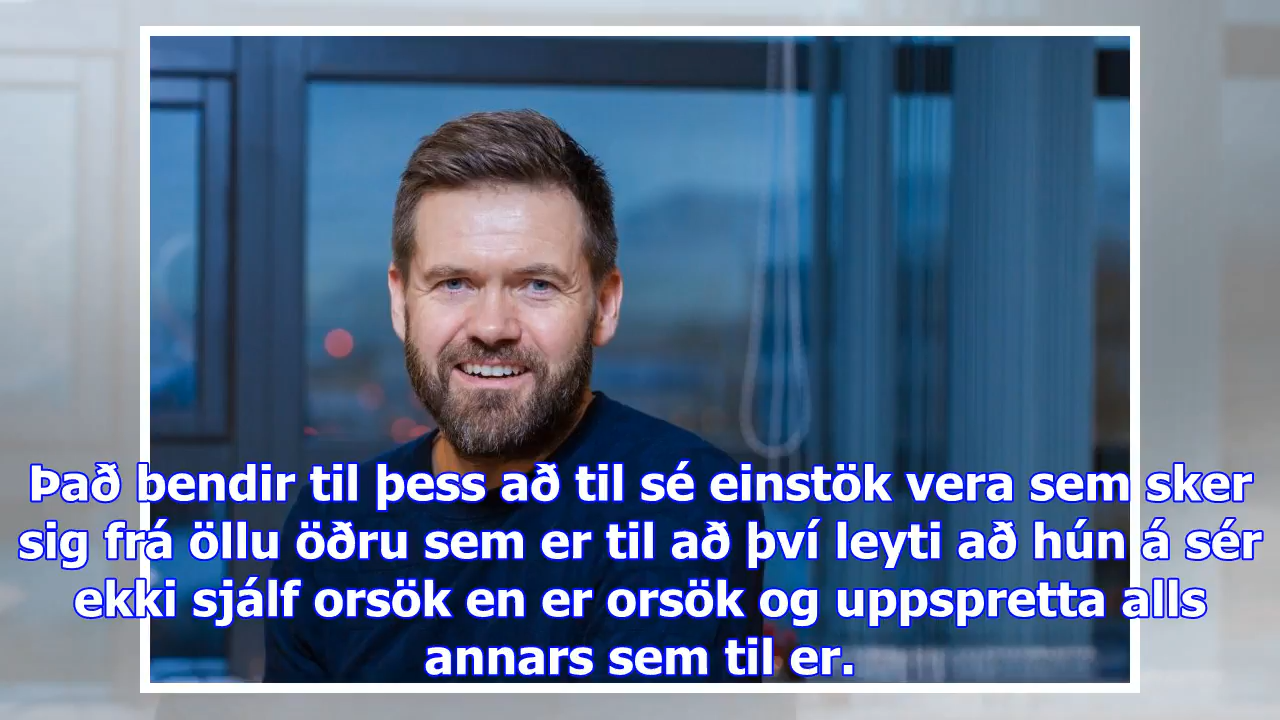 Það bendir til þess að til sé einstök vera sem sker
sig frá öllu öðru sem er til að því leyti að hún á sér
ekki sjálf orsök en er orsök og uppspretta alls
annars sem til er.